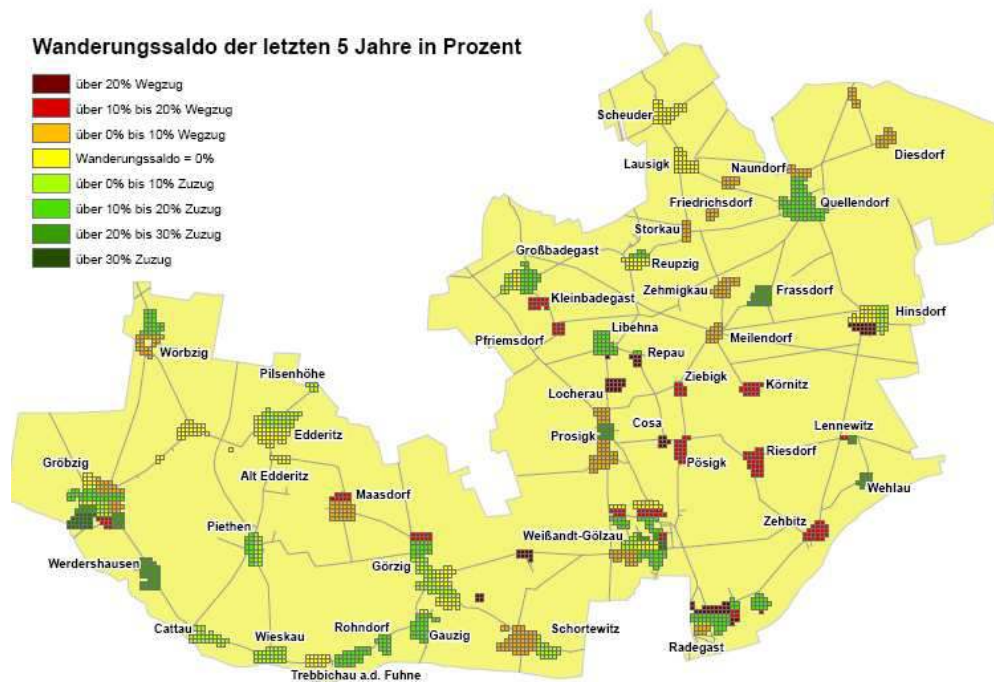 Wanderungssaldo der letzten 5 Jahre in Prozent
über 20% Wegzug
über 10% bis 20% Wegzug
über 0% bis 10% Wegzug
Wanderungssaldo = 0%
über 0% bis 10% Zuzug
über 10% bis 20% Zuzug
über 20% bis 30% Zuzug
über 30% Zuzug
Scheuder
Diesdorf
Lausigk
Naundorf
Friedrichsdorf
Quellendorf
Storkau
Großbadegast
Reupzig
Zehmigkau
Frassdorf
Kleinbadegast
Hinsdorf
Libehna
Pfriemsdorf
Meilendorf
Wörbzig
Repau
Pilsenhöhe
Ziebigk
Körnitz
Locherau
Cosa
Lennewitz
Edderitz
Prosigk
Gröbzig
Pösigk
Riesdorf
Alt Edderitz
Wehlau
Maasdorf
Piethen
Weißandt-Gölzau
Zehbitz
Werdershausen
Görzig
Cattau
Rohndorf
Wieskau
Gauzig
Schortewitz
Radegast
Trebbichau a.d. Fuhne